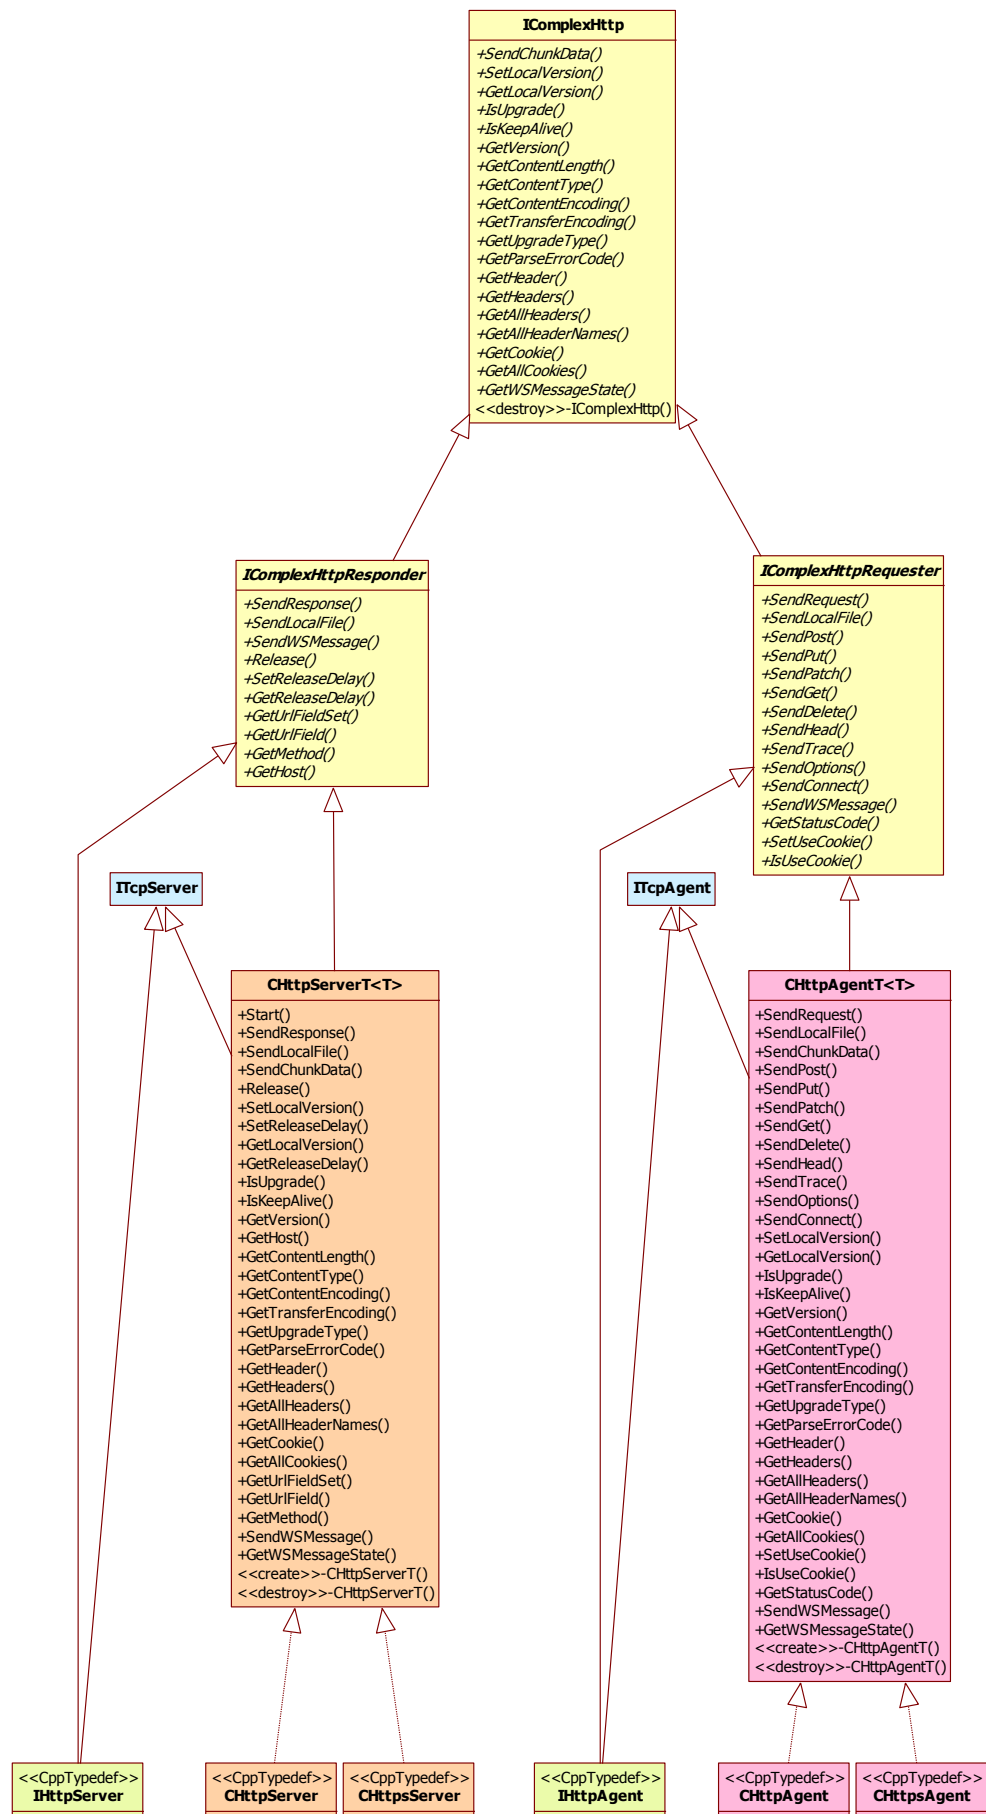 IComplexHttp
+SendChunkData()
+SetLocalVersion()
+GetLocalVersion()
+IsUpgrade()
+IsKeepAlive()
+GetVersion()
+GetContentLength()
+GetContentType()
+GetContentEncoding()
+GetTransferEncoding()
+GetUpgradeType()
+GetParseErrorCode()
+GetHeader()
+GetHeaders()
+GetAllHeaders()
+GetAllHeaderNames()
+GetCookie()
+GetAllCookies()
+GetWSMessageState()
<<destroy>>-IComplexHttp()
IComplexHttpResponder
+SendResponse()
+SendLocalFile()
+SendWSMessage()
+Release()
+SetReleaseDelay()
+GetReleaseDelay()
+GetUrlFieldSet()
+GetUrlField()
+GetMethod()
+GetHost()
IComplexHttpRequester
+SendRequest()
+SendLocalFile()
+SendPost()
+SendPut()
+SendPatch()
+SendGet()
+SendDelete()
+SendHead()
+SendTrace()
+SendOptions()
+SendConnect()
+SendWSMessage()
+GetStatusCode()
+SetUseCookie()
+IsUseCookie()
ITcpServer
ITcpAgent
CHttpServerT<T>
+Start()
+SendResponse()
+SendLocalFile()
+SendChunkData()
+Release()
+SetLocalVersion()
+SetReleaseDelay()
+GetLocalVersion()
+GetReleaseDelay()
+IsUpgrade()
+IsKeepAlive()
+GetVersion()
+GetHost()
+GetContentLength()
+GetContentType()
+GetContentEncoding()
+GetTransferEncoding()
+GetUpgradeType()
+GetParseErrorCode()
+GetHeader()
+GetHeaders()
+GetAllHeaders()
+GetAllHeaderNames()
+GetCookie()
+GetAllCookies()
+GetUrlFieldSet()
+GetUrlField()
+GetMethod()
+SendWSMessage()
+GetWSMessageState()
<<create>>-CHttpServerT()
<<destroy>>-CHttpServerT()
CHttpAgentT<T>
+SendRequest()
+SendLocalFile()
+SendChunkData()
+SendPost()
+SendPut()
+SendPatch()
+SendGet()
+SendDelete()
+SendHead()
+SendTrace()
+SendOptions()
+SendConnect()
+SetLocalVersion()
+GetLocalVersion()
+IsUpgrade()
+IsKeepAlive()
+GetVersion()
+GetContentLength()
+GetContentType()
+GetContentEncoding()
+GetTransferEncoding()
+GetUpgradeType()
+GetParseErrorCode()
+GetHeader()
+GetHeaders()
+GetAllHeaders()
+GetAllHeaderNames()
+GetCookie()
+GetAllCookies()
+SetUseCookie()
+IsUseCookie()
+GetStatusCode()
+SendWSMessage()
+GetWSMessageState()
<<create>>-CHttpAgentT()
<<destroy>>-CHttpAgentT()
<<CppTypedef>>
IHttpServer
<<CppTypedef>>
CHttpServer
<<CppTypedef>>
CHttpsServer
<<CppTypedef>>
IHttpAgent
<<CppTypedef>>
CHttpAgent
<<CppTypedef>>
CHttpsAgent